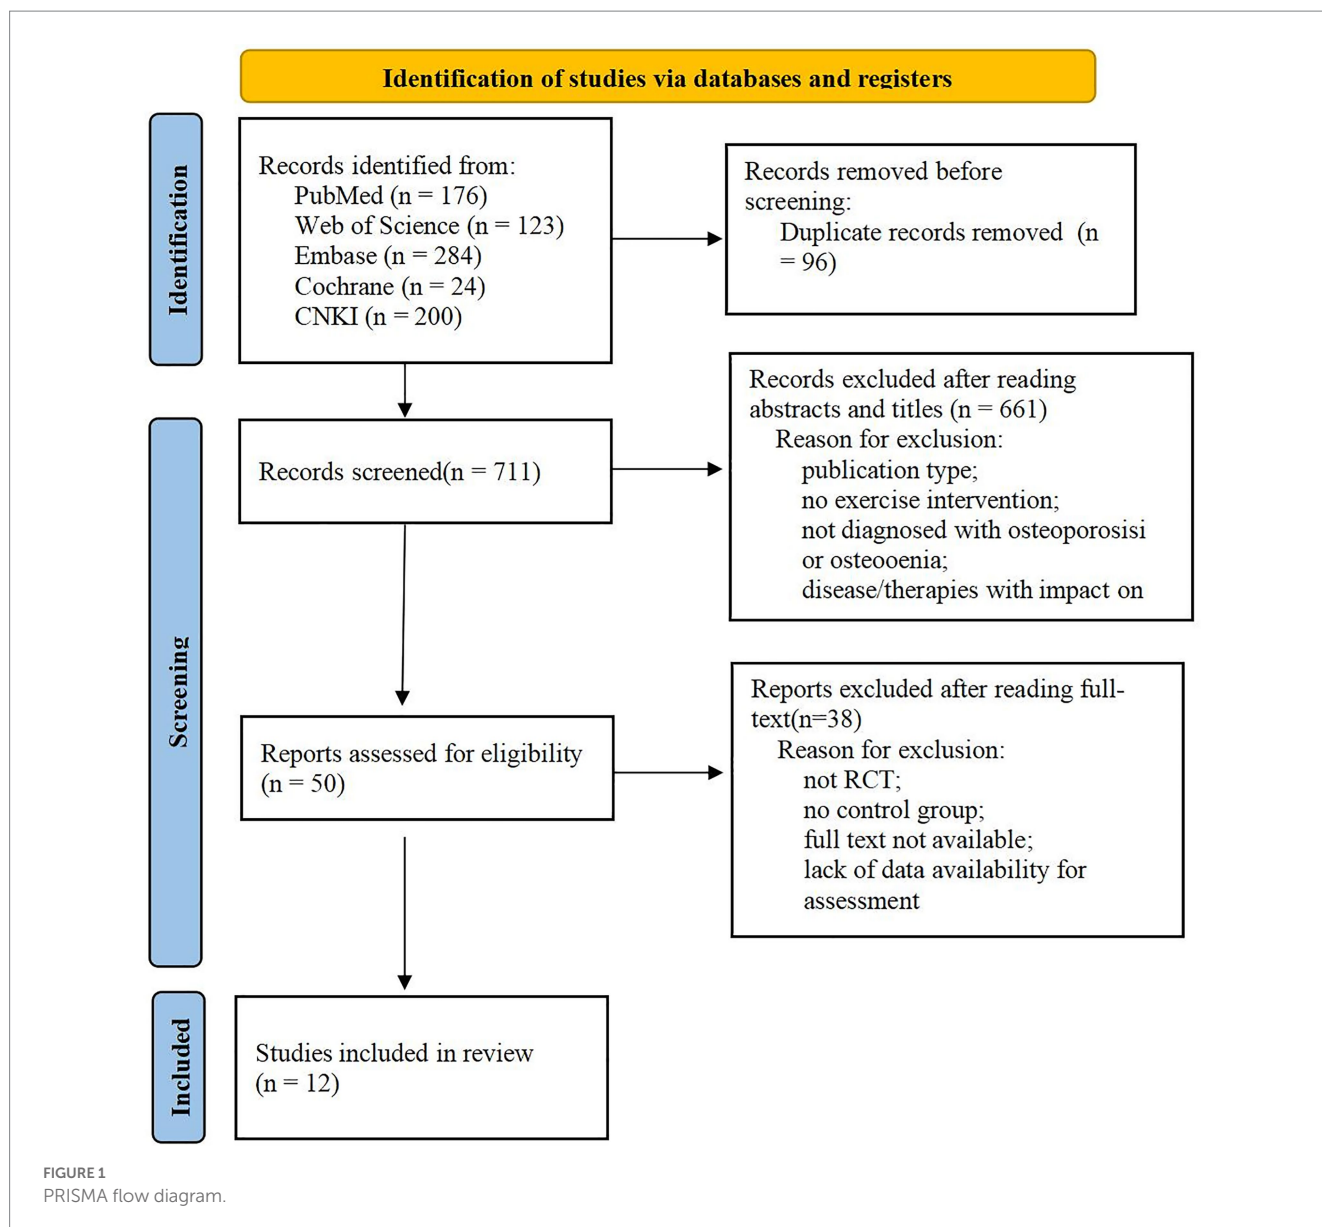 Identification of studies via databases and registers
Identification
Records identified from:
PubMed (n = 176)
Web of Science (n = 123)
Embase (n = 284)
Cochrane (n = 24)
CNKI (n = 200)
Records removed before
screening:
Duplicate records removed (n
= 96)
Screening
Records screened(n = 711)
Records excluded after reading
abstracts and titles (n = 661)
Reason for exclusion:
publication type;
no exercise intervention;
not diagnosed with osteoporosisi
or osteooenia;
disease/therapies with impact on
Reports assessed for eligibility
(n = 50)
Reports excluded after reading full-
text(n=38)
Reason for exclusion:
not RCT;
no control group;
full text not available;
lack of data availability for
assessment
Included
Studies included in review
(n = 12)
FIGURE 1
PRISMA flow diagram.